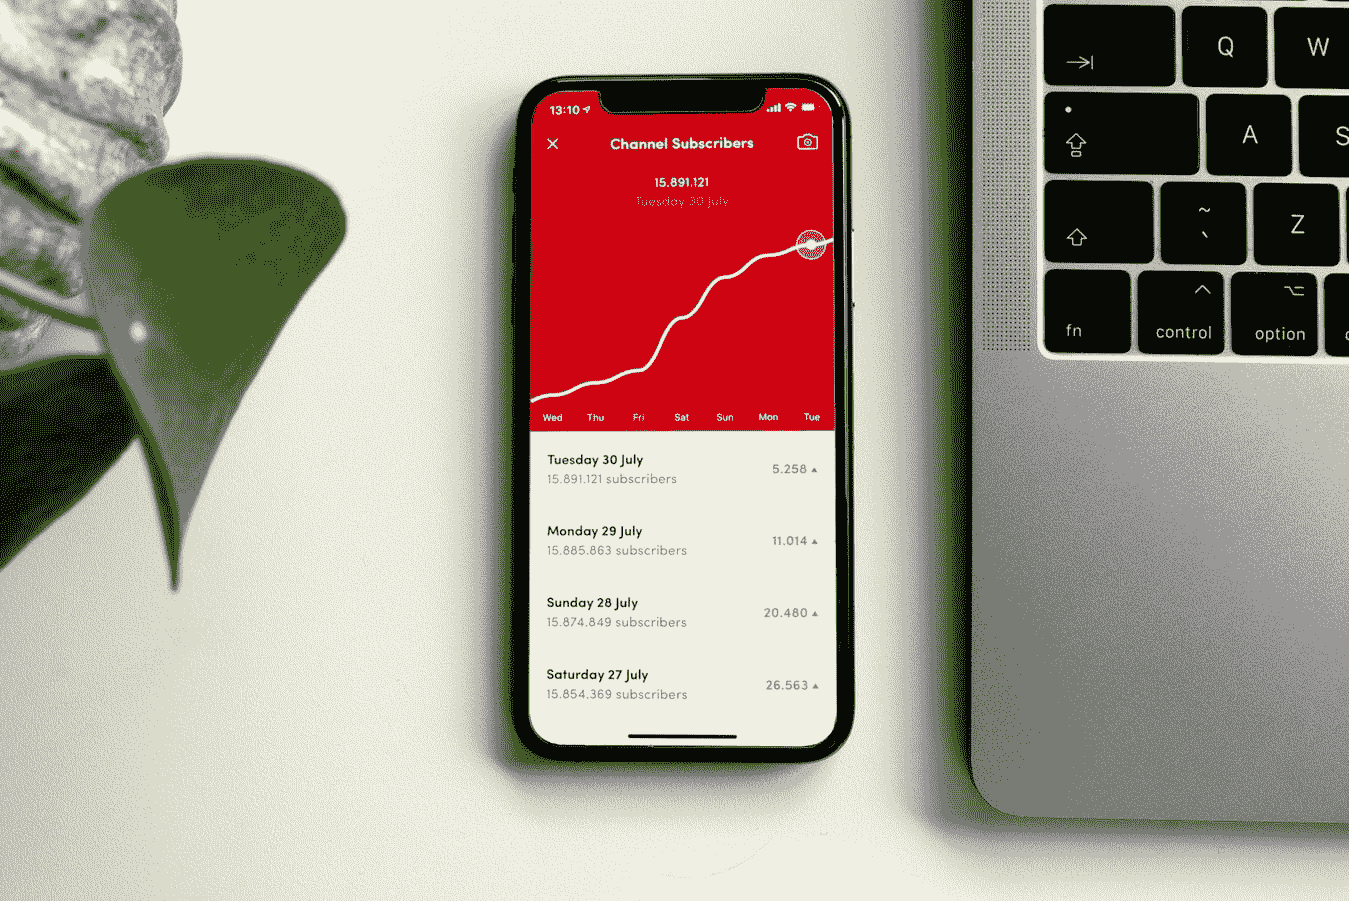 13:10
Channel Subscribers
15.891.121
Tuesday 30 July
Wed Thu Fri Sat Sun Mon Tue
Tuesday 30 July
15.891.121 subscribers
5.258 ▲
Monday 29 July
15.885.863 subscribers
11.014 ▲
Sunday 28 July
15.874.849 subscribers
20.480 ▲
Saturday 27 July
15.854.369 subscribers
26.563 ▲
Q W
A S
~
` Z
fn control option